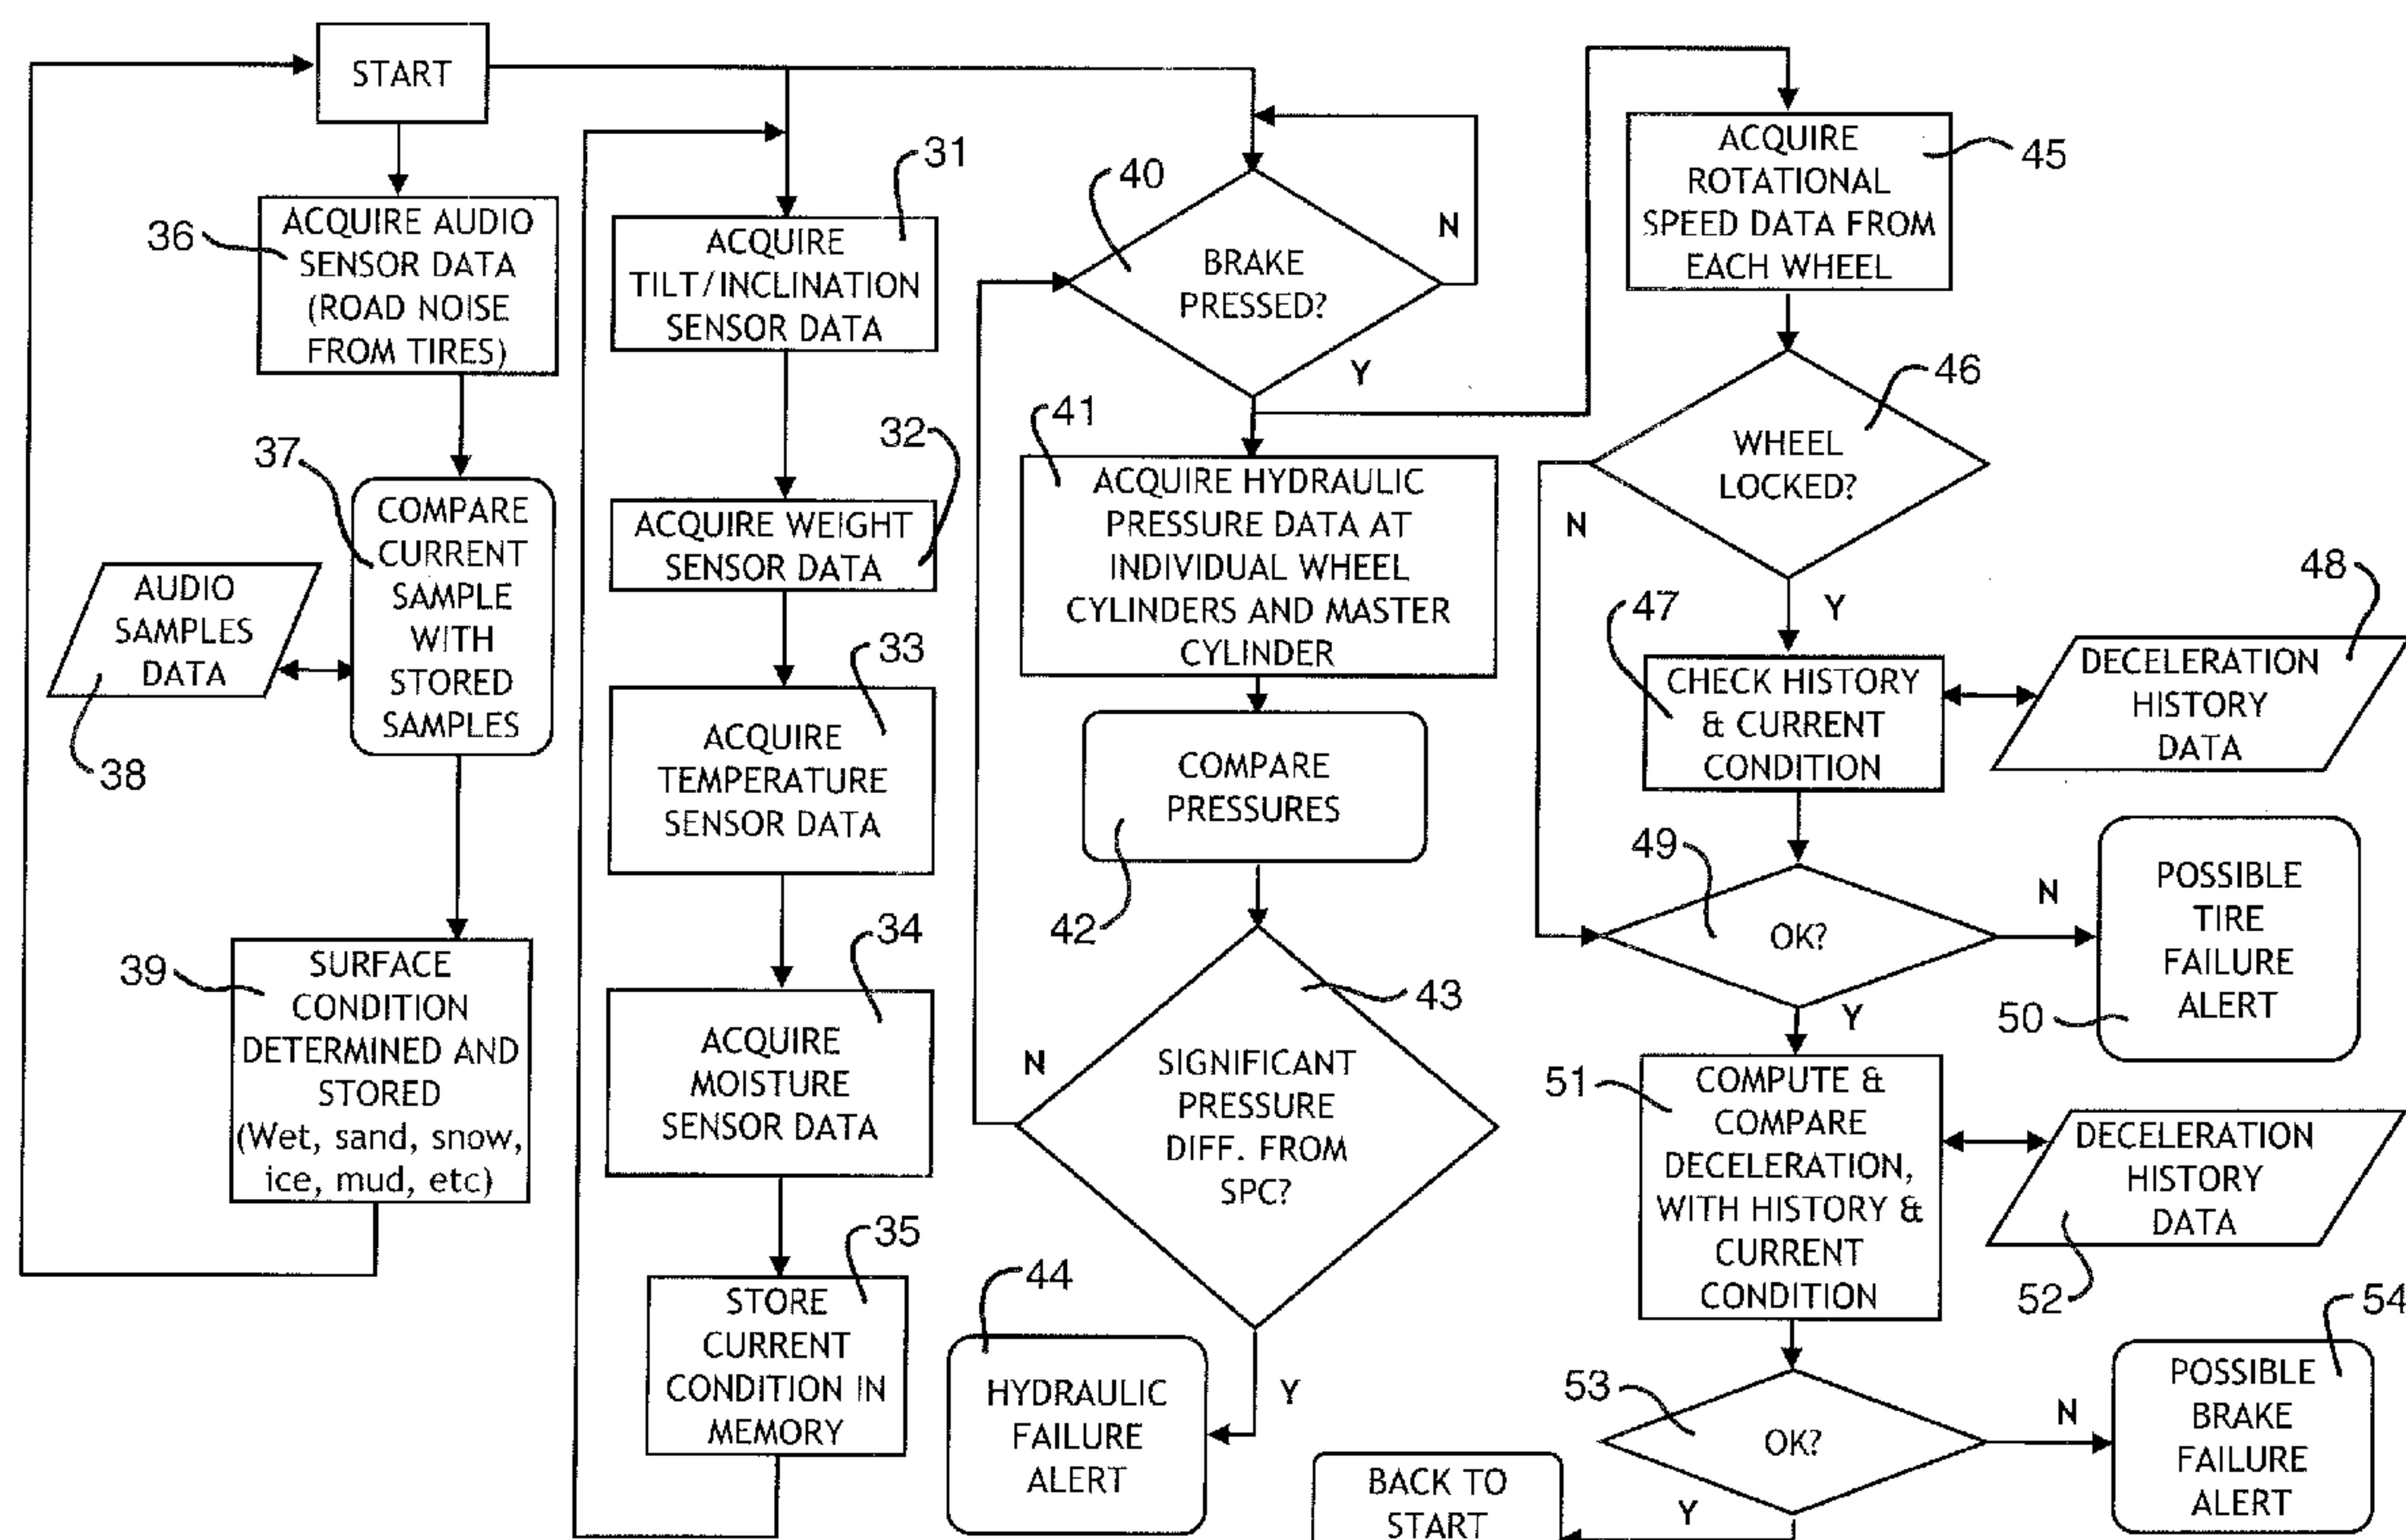 START
36
ACQUIRE AUDIO
SENSOR DATA
(ROAD NOISE
FROM TIRES)
37
COMPARE
CURRENT
SAMPLE
WITH
STORED
SAMPLES
AUDIO
SAMPLES
DATA
38
39
SURFACE
CONDITION
DETERMINED AND
STORED
(Wet, sand, snow,
ice, mud, etc)
31
ACQUIRE
TILT/INCLINATION
SENSOR DATA
32
ACQUIRE WEIGHT
SENSOR DATA
33
ACQUIRE
TEMPERATURE
SENSOR DATA
34
ACQUIRE
MOISTURE
SENSOR DATA
35
STORE
CURRENT
CONDITION IN
MEMORY
40
BRAKE
PRESSED?
N
Y
41
ACQUIRE HYDRAULIC
PRESSURE DATA AT
INDIVIDUAL WHEEL
CYLINDERS AND MASTER
CYLINDER
COMPARE
PRESSURES
42
43
SIGNIFICANT
PRESSURE
DIFF. FROM
SPC?
N
Y
44
HYDRAULIC
FAILURE
ALERT
ACQUIRE
ROTATIONAL
SPEED DATA FROM
EACH WHEEL
45
46
WHEEL
LOCKED?
N
Y
47
CHECK HISTORY
& CURRENT
CONDITION
48
DECELERATION
HISTORY
DATA
49
OK?
N
Y
POSSIBLE
TIRE
FAILURE
ALERT
50
51
COMPUTE &
COMPARE
DECELERATION,
WITH HISTORY &
CURRENT
CONDITION
DECELERATION
HISTORY
DATA
52
53
OK?
N
Y
54
POSSIBLE
BRAKE
FAILURE
ALERT
BACK TO
START